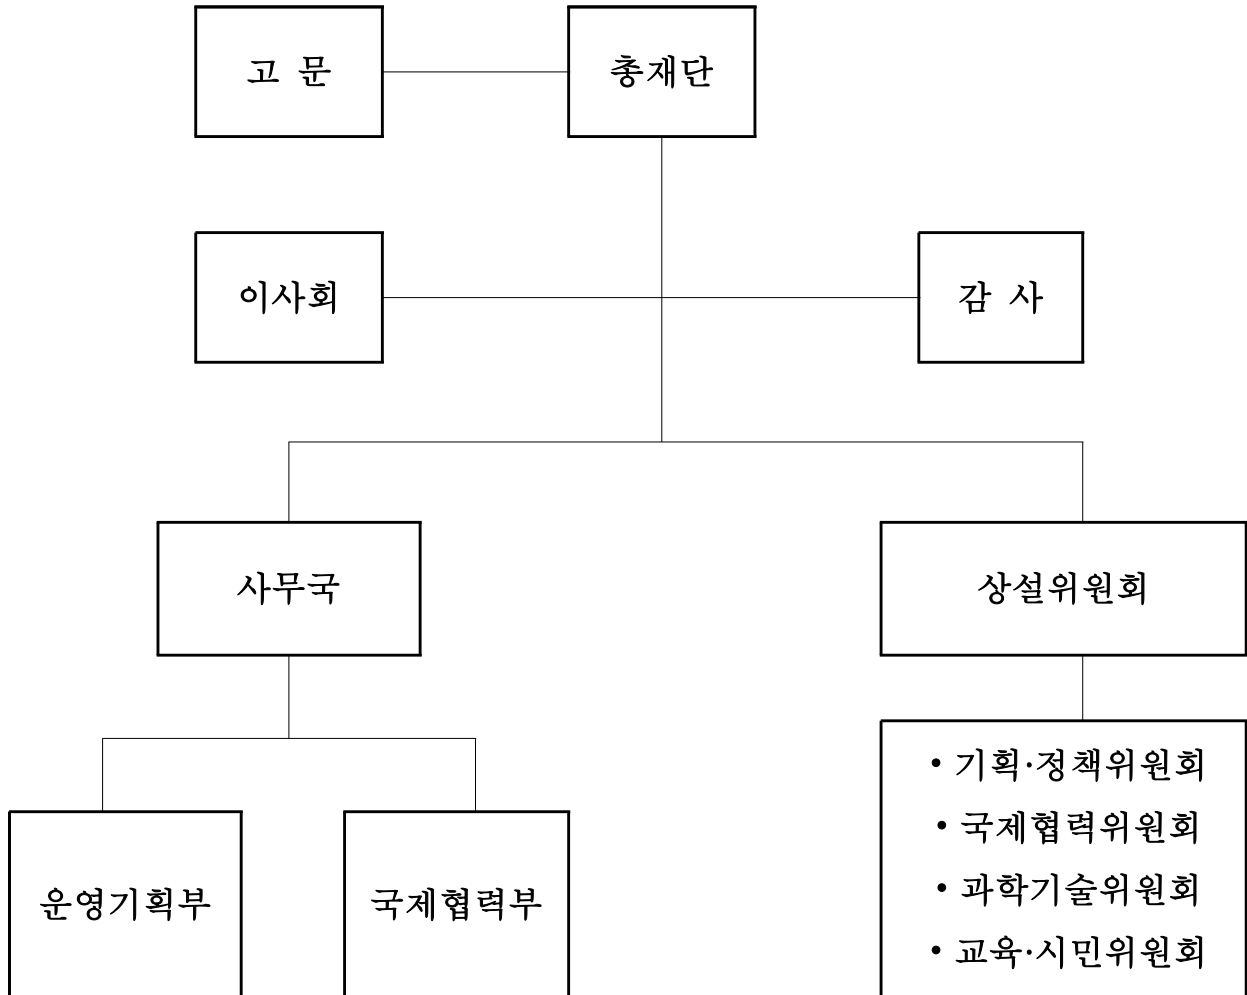 고 문
총재단
이사회
감 사
사무국
상설위원회
운영기획부
국제협력부
• 기획·정책위원회
• 국제협력위원회
• 과학기술위원회
• 교육·시민위원회